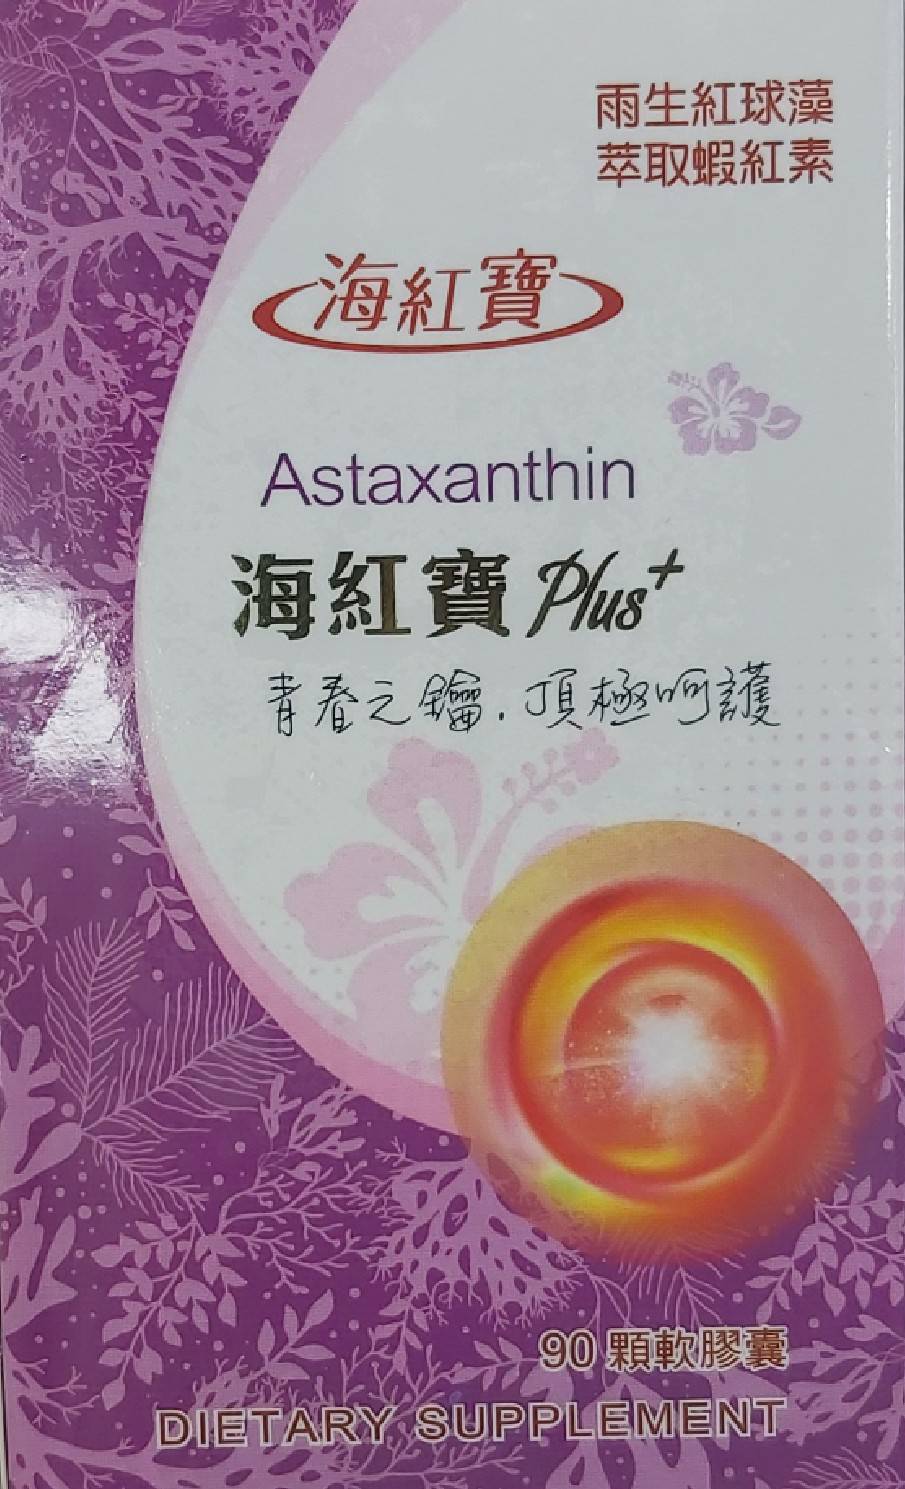 雨生紅球藻
萃取蝦紅素
海紅寶
Astaxanthin
海紅寶 Plus+
青春之鑰.頂極呵護
90 顆軟膠囊
DIETARY SUPPLEMENT